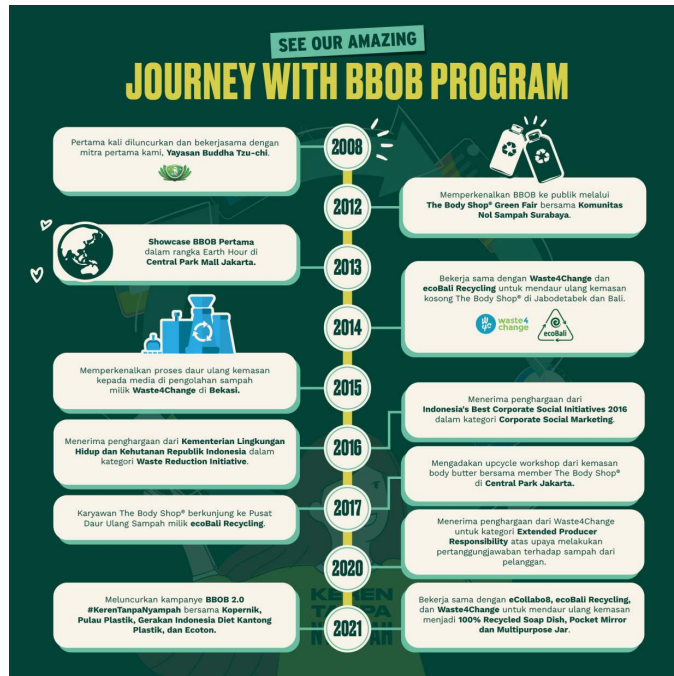 SEE OUR AMAZING
JOURNEY WITH BBOB PROGRAM
2008
Pertama kali diluncurkan dan bekerjasama dengan
mitra pertama kami, Yayasan Buddha Tzu-chi.
2012
Memperkenalkan BBOB ke publik melalui
The Body Shop® Green Fair bersama Komunitas
Nol Sampah Surabaya.
2013
Showcase BBOB Pertama
dalam rangka Earth Hour di
Central Park Mall Jakarta.
2014
Bekerja sama dengan Waste4Change dan
ecoBali Recycling untuk mendaur ulang kemasan
kosong The Body Shop® di Jabodetabek dan Bali.
waste4
change
ecoBali
2015
Memperkenalkan proses daur ulang kemasan
kepada media di pengolahan sampah
milik Waste4Change di Bekasi.
2016
Menerima penghargaan dari
Indonesia's Best Corporate Social Initiatives 2016
dalam kategori Corporate Social Marketing.
Menerima penghargaan dari Kementerian Lingkungan
Hidup dan Kehutanan Republik Indonesia dalam
kategori Waste Reduction Initiative.
2017
Mengadakan upcycle workshop dari kemasan
body butter bersama member The Body Shop®
di Central Park Jakarta.
Karyawan The Body Shop® berkunjung ke Pusat
Daur Ulang Sampah milik ecoBali Recycling.
2020
Menerima penghargaan dari Waste4Change
untuk kategori Extended Producer
Responsibility atas upaya melakukan
pertanggungjawaban terhadap sampah dari
pelanggan.
2021
Meluncurkan kampanye BBOB 2.0
#KerenTanpaNyampah bersama Kopernik,
Pulau Plastik, Gerakan Indonesia Diet Kantong
Plastik, dan Ecoton.
Bekerja sama dengan eCollabo8, ecoBali Recycling,
dan Waste4Change untuk mendaur ulang kemasan
menjadi 100% Recycled Soap Dish, Pocket Mirror
dan Multipurpose Jar.
KEREN